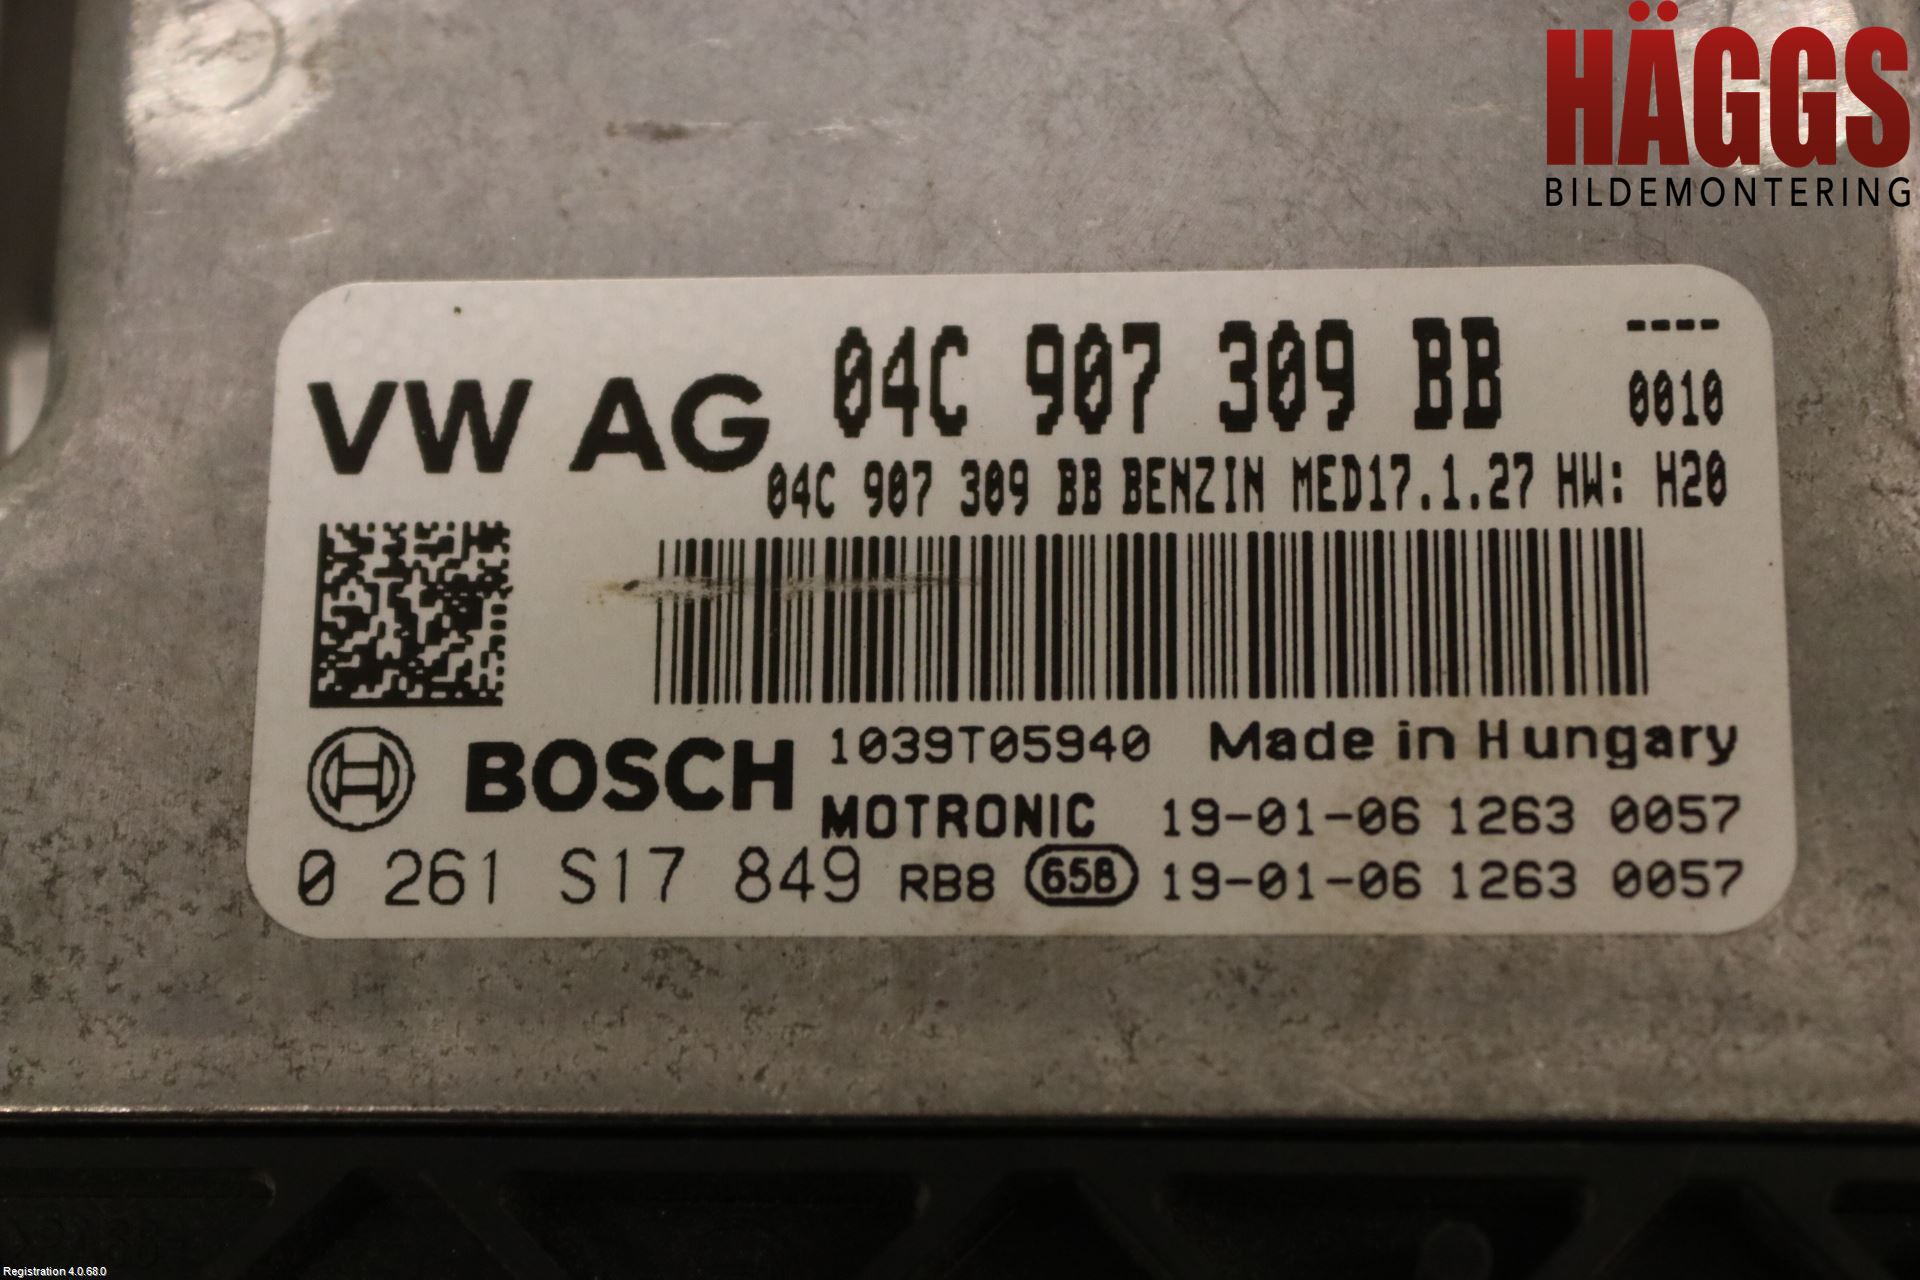 HÄGGS
BILDEMONTERING
VW AG 04C 907 309 BB ----
0010
04C 907 309 BB BENZIN MED17.1.27 HW: H20
BOSCH 1039T05940 Made in Hungary
MOTRONIC 19-01-06 1263 0057
0 261 S17 849 RB8 658 19-01-06 1263 0057
Registration 4.0.68.0